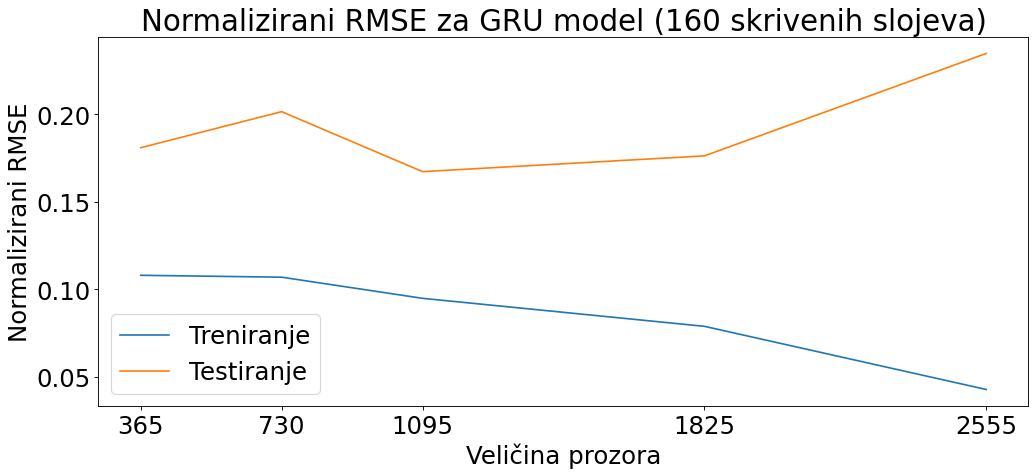 Normalizirani RMSE za GRU model (160 skrivenih slojeva)
Normalizirani RMSE
0.20
0.15
0.10
0.05
Treniranje
Testiranje
365 730 1095 1825 2555
Veličina prozora